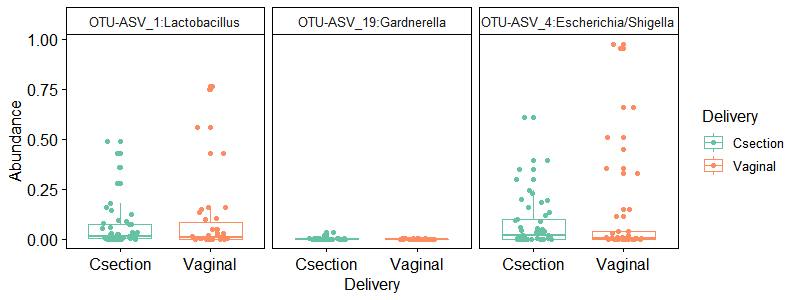 OTU-ASV_1:Lactobacillus OTU-ASV_19:Gardnerella OTU-ASV_4:Escherichia/Shigella
1.00
0.75
0.50
0.25
0.00
Abundance
Csection Vaginal Csection Vaginal Csection Vaginal
Delivery
Delivery
Csection
Vaginal